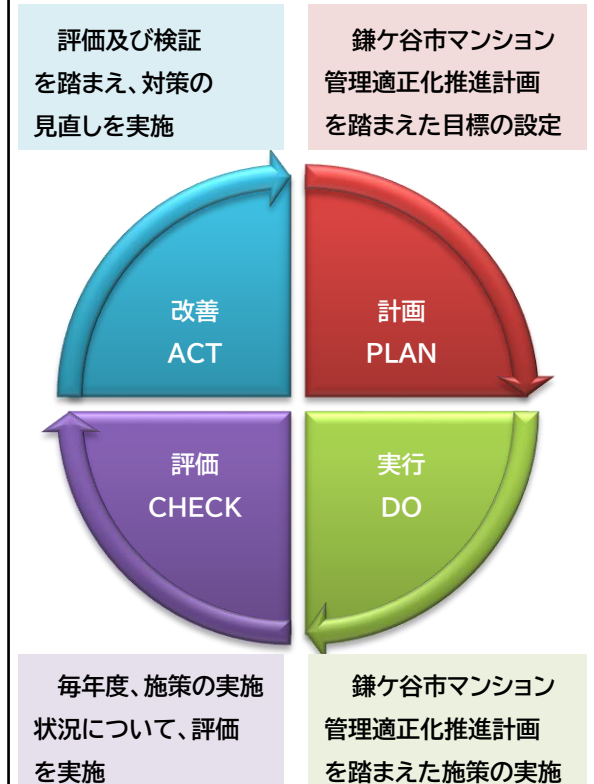 評価及び検証
を踏まえ、対策の
見直しを実施
鎌ケ谷市マンション
管理適正化推進計画
を踏まえた目標の設定
改善
ACT
計画
PLAN
評価
CHECK
実行
DO
毎年度、施策の実施
状況について、評価
を実施
鎌ケ谷市マンション
管理適正化推進計画
を踏まえた施策の実施